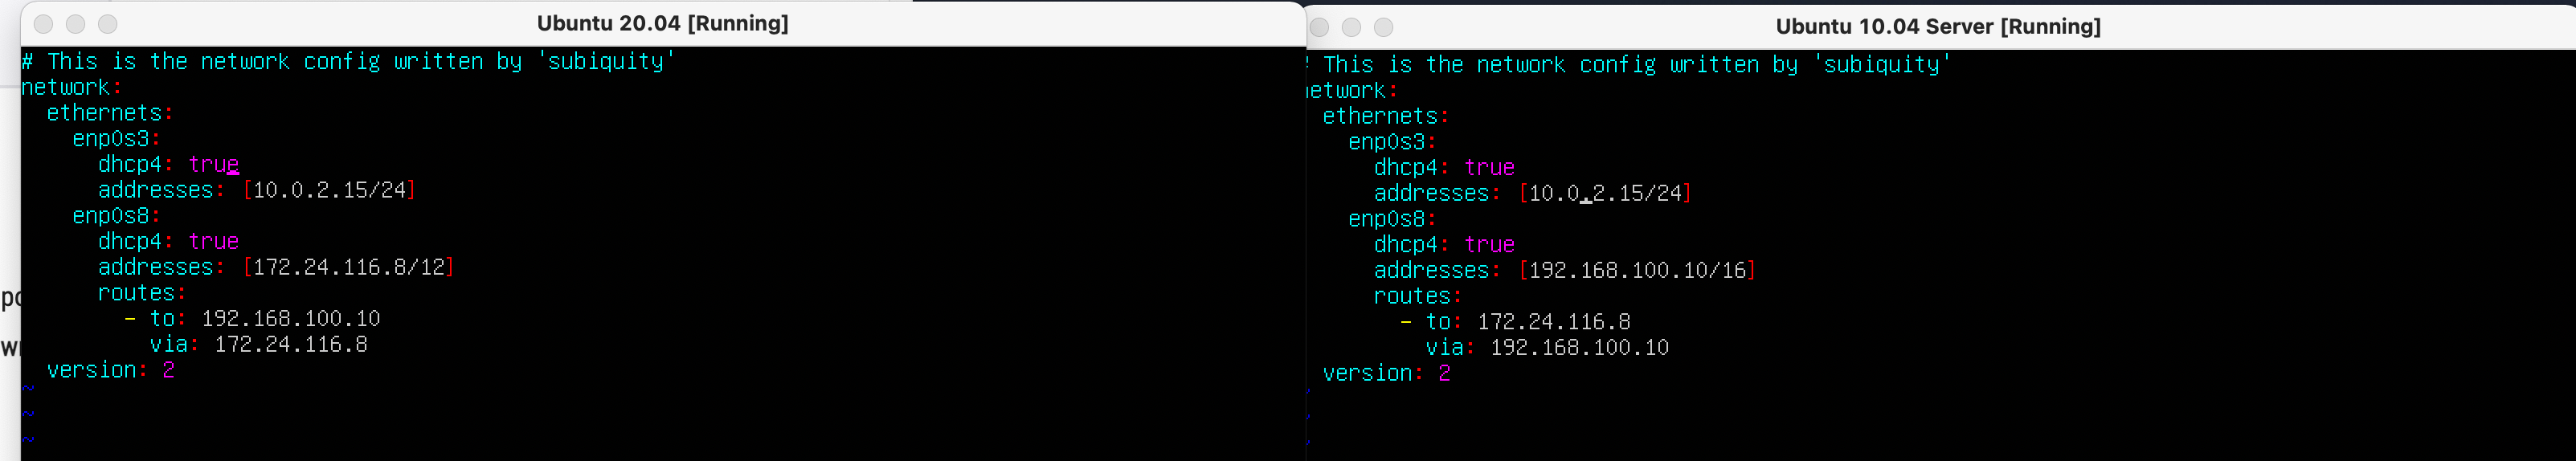 Ubuntu 20.04 [Running]
# This is the network config written by 'subiquity'
network:
  ethernets:
    enp0s3:
      dhcp4: true
      addresses: [10.0.2.15/24]
    enp0s8:
      dhcp4: true
      addresses: [172.24.116.8/12]
      routes:
        - to: 192.168.100.10
          via: 172.24.116.8
  version: 2
~
~
~
Ubuntu 10.04 Server [Running]
This is the network config written by 'subiquity'
etwork:
  ethernets:
    enp0s3:
      dhcp4: true
      addresses: [10.0.2.15/24]
    enp0s8:
      dhcp4: true
      addresses: [192.168.100.10/16]
      routes:
        - to: 172.24.116.8
          via: 192.168.100.10
  version: 2